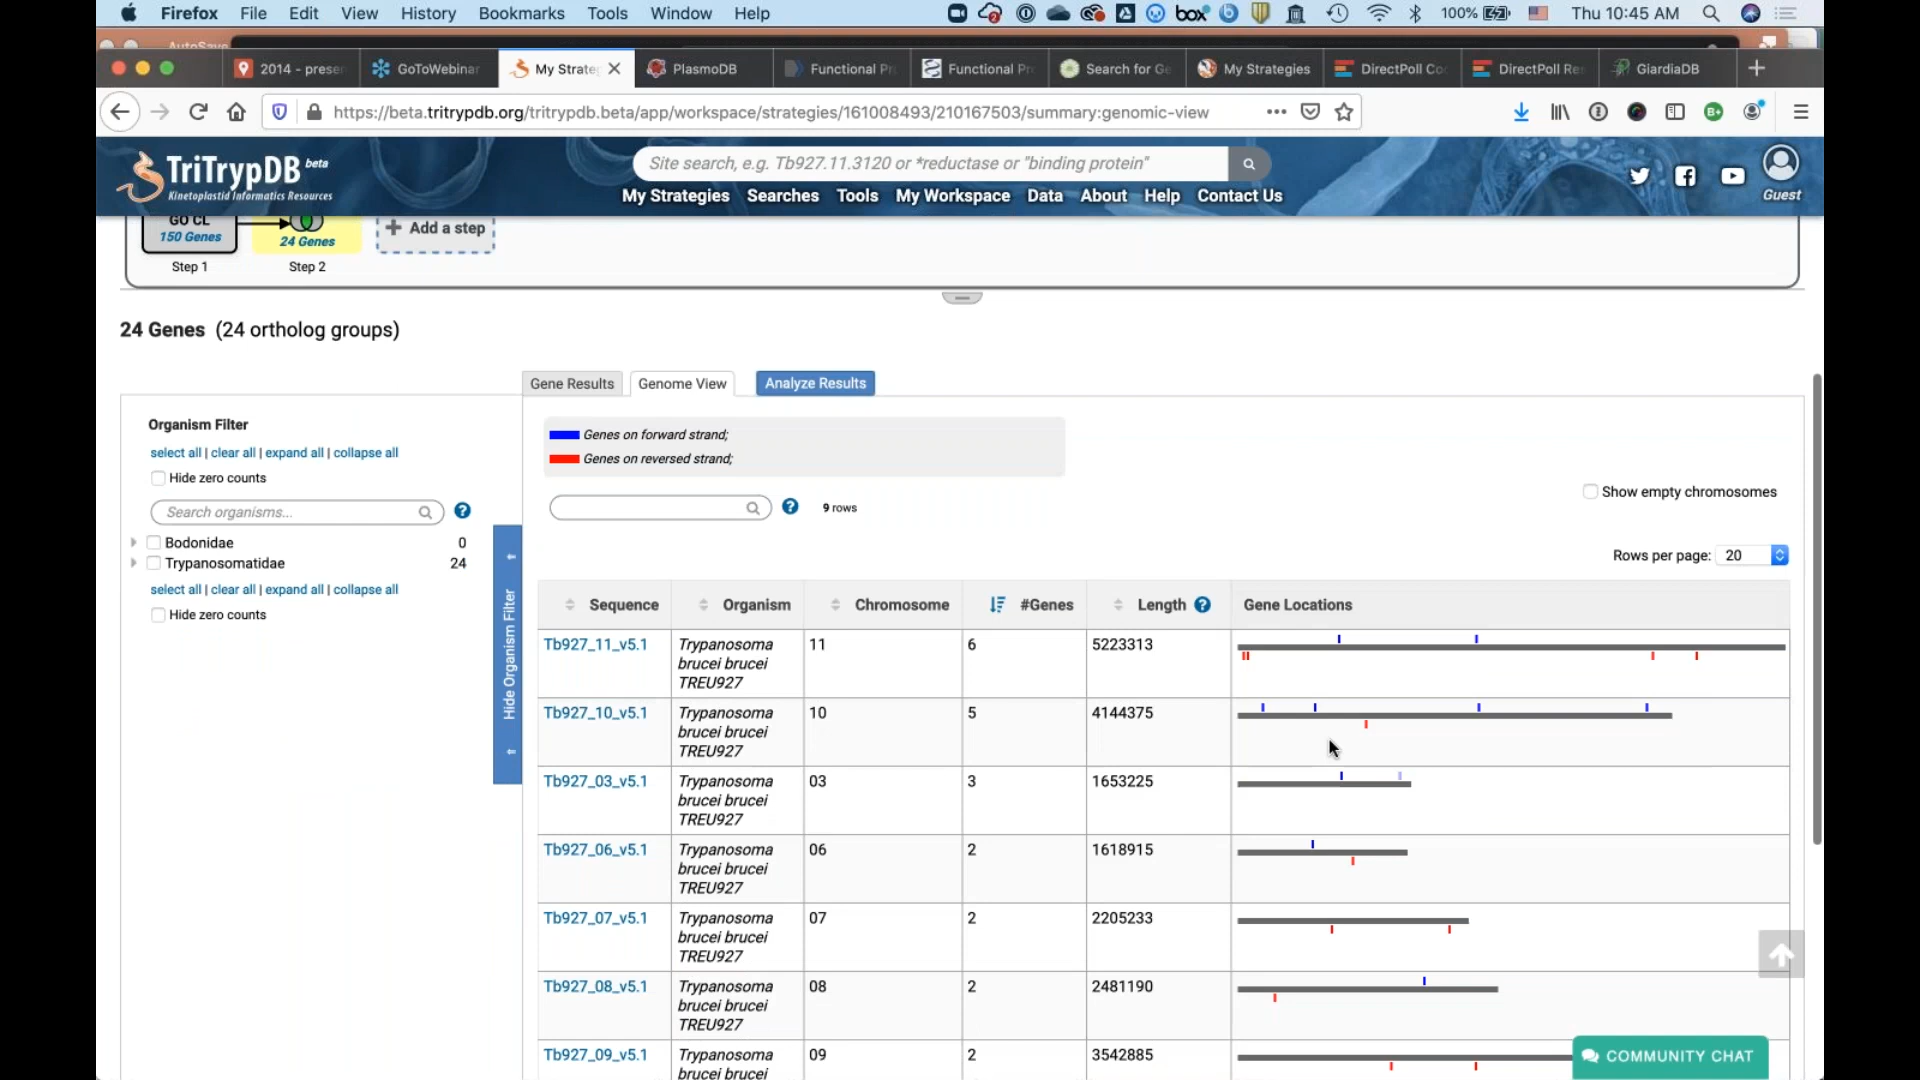 Firefox File Edit View History Bookmarks Tools Window Help box 100% Thu 10:45 AM
AutoSave
2014 - prese
GoToWebinar
My Strate
PlasmoDB
Functional Pr
Functional Pr
Search for Ge
My Strategies
DirectPoll Co
DirectPoll Re
GiardiaDB
https://beta.tritrypdb.org/tritrypdb.beta/app/workspace/strategies/161008493/210167503/summary:genomic-view
TriTrypDB beta
Kinetoplastid Informatics Resources
Site search, e.g. Tb927.11.3120 or *reductase or "binding protein"
My Strategies Searches Tools My Workspace Data About Help Contact Us
Guest
GO CL
150 Genes
24 Genes
Add a step
Step 1
Step 2
24 Genes (24 ortholog groups)
Gene Results Genome View Analyze Results
Organism Filter
select all | clear all | expand all | collapse all
Hide zero counts
Search organisms...
Bodonidae 0
Trypanosomatidae 24
select all | clear all | expand all | collapse all
Hide zero counts
Hide Organism Filter
Genes on forward strand;
Genes on reversed strand;
9 rows
Show empty chromosomes
Rows per page: 20
Sequence Organism Chromosome #Genes Length Gene Locations
Tb927_11_v5.1 Trypanosoma 11 6 5223313
brucei brucei
TREU927
Tb927_10_v5.1 Trypanosoma 10 5 4144375
brucei brucei
TREU927
Tb927_03_v5.1 Trypanosoma 03 3 1653225
brucei brucei
TREU927
Tb927_06_v5.1 Trypanosoma 06 2 1618915
brucei brucei
TREU927
Tb927_07_v5.1 Trypanosoma 07 2 2205233
brucei brucei
TREU927
Tb927_08_v5.1 Trypanosoma 08 2 2481190
brucei brucei
TREU927
Tb927_09_v5.1 Trypanosoma 09 2 3542885
brucei brucei
COMMUNITY CHAT